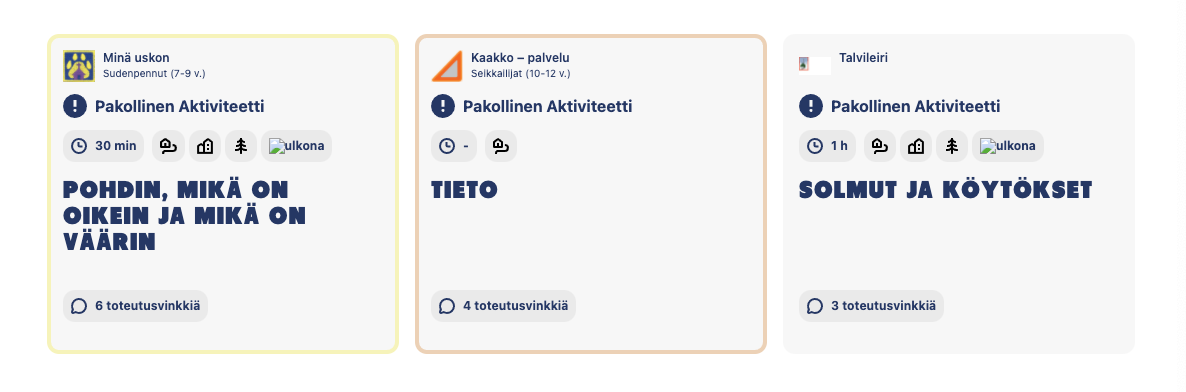 Minä uskon
Sudenpennut (7-9 v.)
! Pakollinen Aktiviteetti
30 min
ulkona
POHDIN, MIKÄ ON
OIKEIN JA MIKÄ ON
VÄÄRIN
6 toteutusvinkkiä
Kaakko – palvelu
Seikkailijat (10-12 v.)
! Pakollinen Aktiviteetti
-
TIETO
4 toteutusvinkkiä
Talvileiri
! Pakollinen Aktiviteetti
1 h
ulkona
SOLMUT JA KÖYTÖKSET
3 toteutusvinkkiä